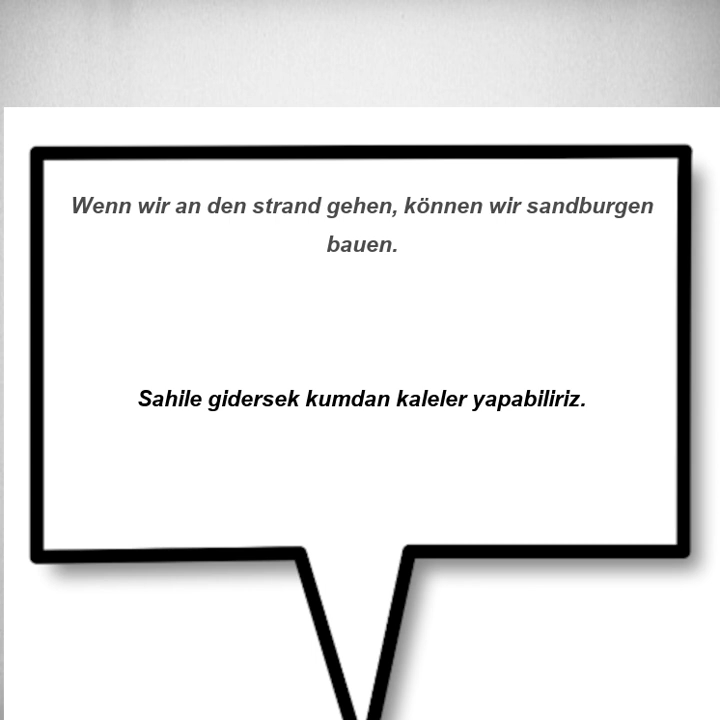 Wenn wir an den strand gehen, können wir sandburgen
bauen.
Sahile gidersek kumdan kaleler yapabiliriz.